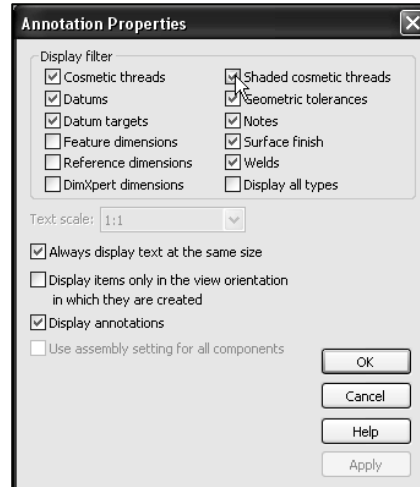 Annotation Properties
Display filter
Cosmetic threads
Shaded cosmetic threads
Datums
Geometric tolerances
Datum targets
Notes
Feature dimensions
Surface finish
Reference dimensions
Welds
DimXpert dimensions
Display all types
Text scale: 1:1
Always display text at the same size
Display items only in the view orientation
in which they are created
Display annotations
Use assembly setting for all components
OK
Cancel
Help
Apply